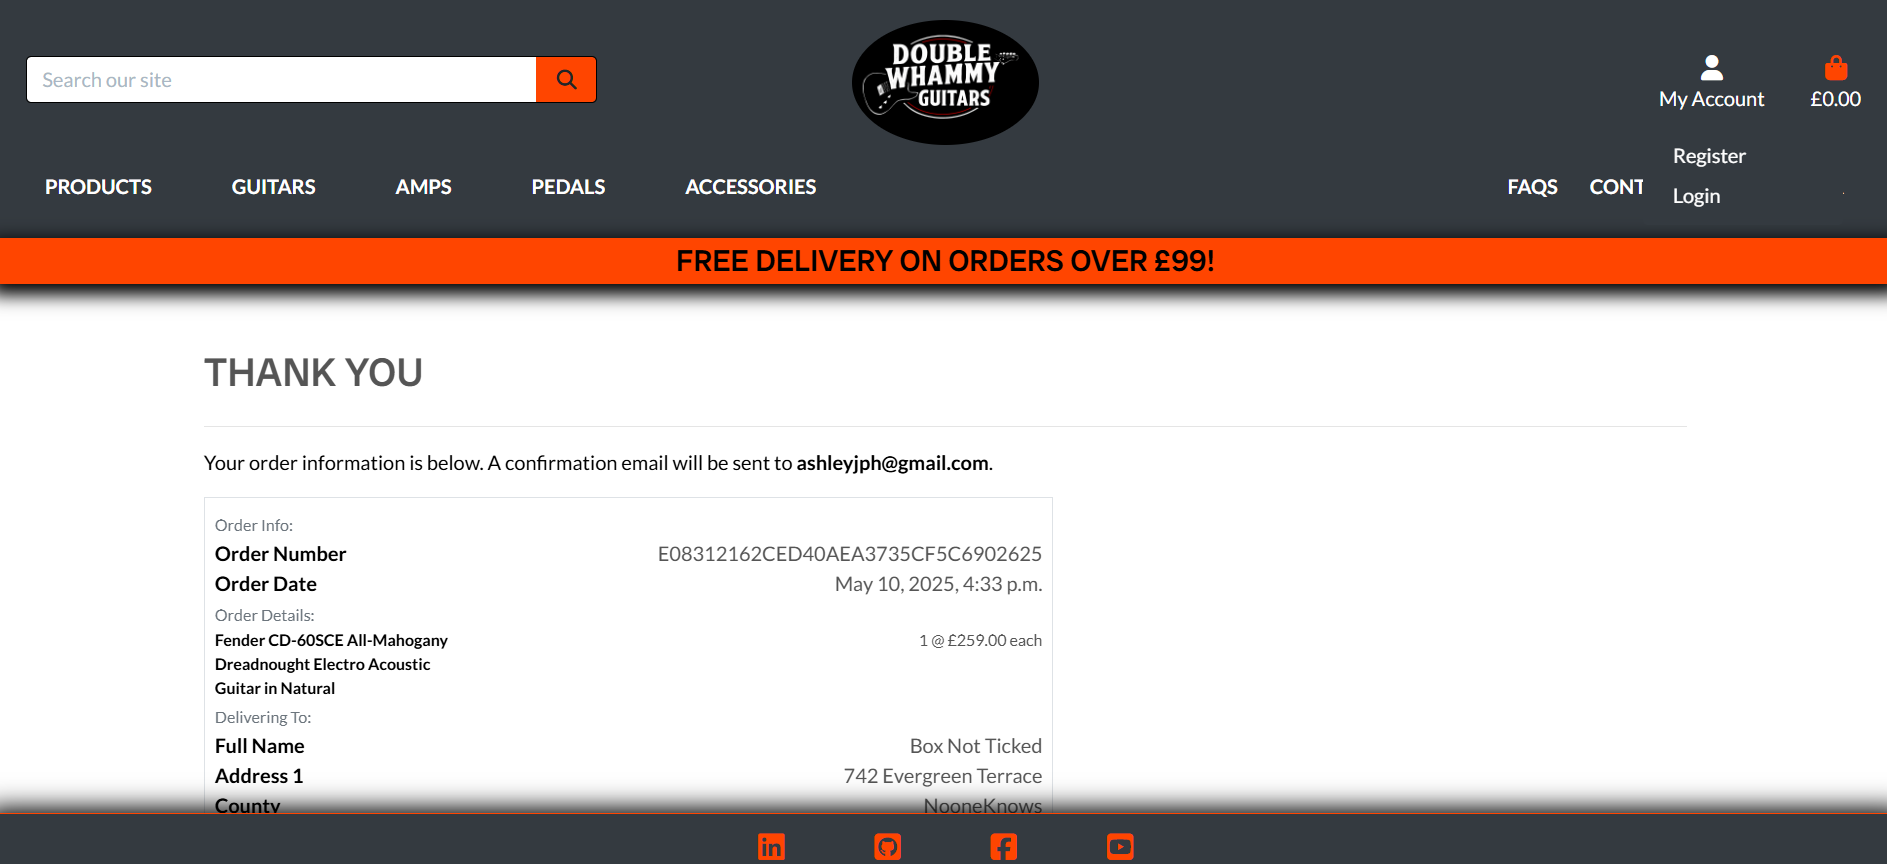 Search our site
DOUBLE
WHAMMY
GUITARS
My Account
£0.00
Register
Login
PRODUCTS
GUITARS
AMPS
PEDALS
ACCESSORIES
FAQS
CONT
FREE DELIVERY ON ORDERS OVER £99!
THANK YOU
Your order information is below. A confirmation email will be sent to ashleyjph@gmail.com.
Order Info:
Order Number E08312162CED40AEA3735CF5C6902625
Order Date May 10, 2025, 4:33 p.m.
Order Details:
Fender CD-60SCE All-Mahogany 1 @ £259.00 each
Dreadnought Electro Acoustic
Guitar in Natural
Delivering To:
Full Name Box Not Ticked
Address 1 742 Evergreen Terrace
County NooneKnows